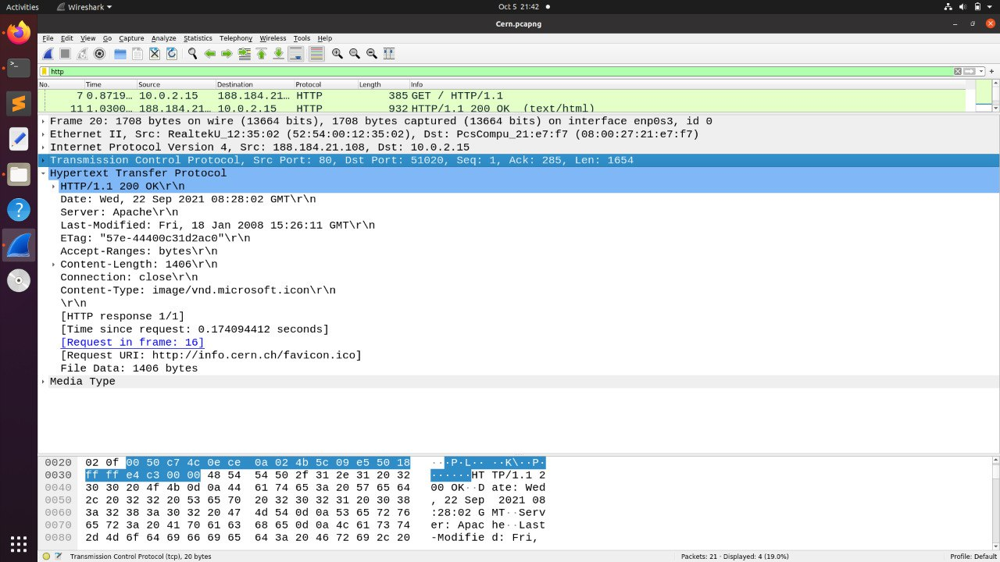 Activities Wireshark Oct 5 21:42
Cern.pcapng
File Edit View Go Capture Analyze Statistics Telephony Wireless Tools Help
http
No. Time Source Destination Protocol Length Info
7 0.8719… 10.0.2.15 188.184.21… HTTP 385 GET / HTTP/1.1
11 1.0300… 188.184.21… 10.0.2.15 HTTP 932 HTTP/1.1 200 OK (text/html)
Frame 20: 1708 bytes on wire (13664 bits), 1708 bytes captured (13664 bits) on interface enp0s3, id 0
Ethernet II, Src: RealtekU_12:35:02 (52:54:00:12:35:02), Dst: PcsCompu_21:e7:f7 (08:00:27:21:e7:f7)
Internet Protocol Version 4, Src: 188.184.21.108, Dst: 10.0.2.15
Transmission Control Protocol, Src Port: 80, Dst Port: 51020, Seq: 1, Ack: 285, Len: 1654
Hypertext Transfer Protocol
HTTP/1.1 200 OK\r\n
Date: Wed, 22 Sep 2021 08:28:02 GMT\r\n
Server: Apache\r\n
Last-Modified: Fri, 18 Jan 2008 15:26:11 GMT\r\n
ETag: "57e-44400c31d2ac0"\r\n
Accept-Ranges: bytes\r\n
Content-Length: 1406\r\n
Connection: close\r\n
Content-Type: image/vnd.microsoft.icon\r\n
\r\n
[HTTP response 1/1]
[Time since request: 0.174094412 seconds]
[Request in frame: 16]
[Request URI: http://info.cern.ch/favicon.ico]
File Data: 1406 bytes
Media Type
0020 02 0f 00 50 c7 4c 0e ce 0a 02 4b 5c 09 e5 50 18 ···P·L·· ··K\··P·
0030 ff ff e4 c3 00 00 48 54 54 50 2f 31 2e 31 20 32 ······HT TP/1.1 2
0040 30 30 20 4f 4b 0d 0a 44 61 74 65 3a 20 57 65 64 00 OK··D ate: Wed
0050 2c 20 32 32 20 53 65 70 20 32 30 32 31 20 30 38 , 22 Sep 2021 08
0060 3a 32 38 3a 30 32 20 47 4d 54 0d 0a 53 65 72 76 :28:02 G MT··Serv
0070 65 72 3a 20 41 70 61 63 68 65 0d 0a 4c 61 73 74 er: Apac he··Last
0080 2d 4d 6f 64 69 66 69 65 64 3a 20 46 72 69 2c 20 -Modifie d: Fri,
Transmission Control Protocol (tcp), 20 bytes Packets: 21 · Displayed: 4 (19.0%) Profile: Default